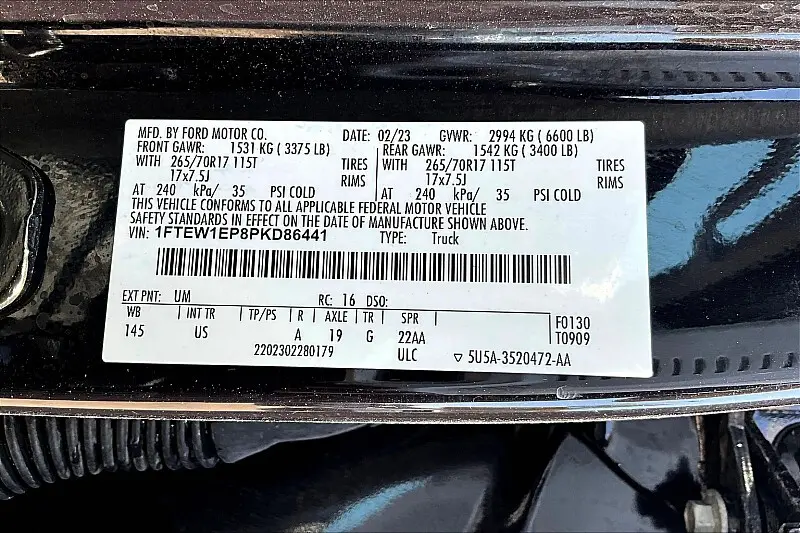 MFD. BY FORD MOTOR CO. DATE: 02/23 GVWR: 2994 KG ( 6600 LB)
FRONT GAWR: 1531 KG ( 3375 LB) REAR GAWR: 1542 KG ( 3400 LB)
WITH 265/70R17 115T TIRES WITH 265/70R17 115T TIRES
17x7.5J RIMS 17x7.5J RIMS
AT 240 kPa/ 35 PSI COLD AT 240 kPa/ 35 PSI COLD
THIS VEHICLE CONFORMS TO ALL APPLICABLE FEDERAL MOTOR VEHICLE
SAFETY STANDARDS IN EFFECT ON THE DATE OF MANUFACTURE SHOWN ABOVE.
VIN: 1FTEW1EP8PKD86441 TYPE: Truck
EXT PNT: UM RC: 16 DSO:
WB INT TR TP/PS R AXLE TR SPR F0130
145 US A 19 G 22AA T0909
2202302280179 ULC ▽ 5U5A-3520472-AA